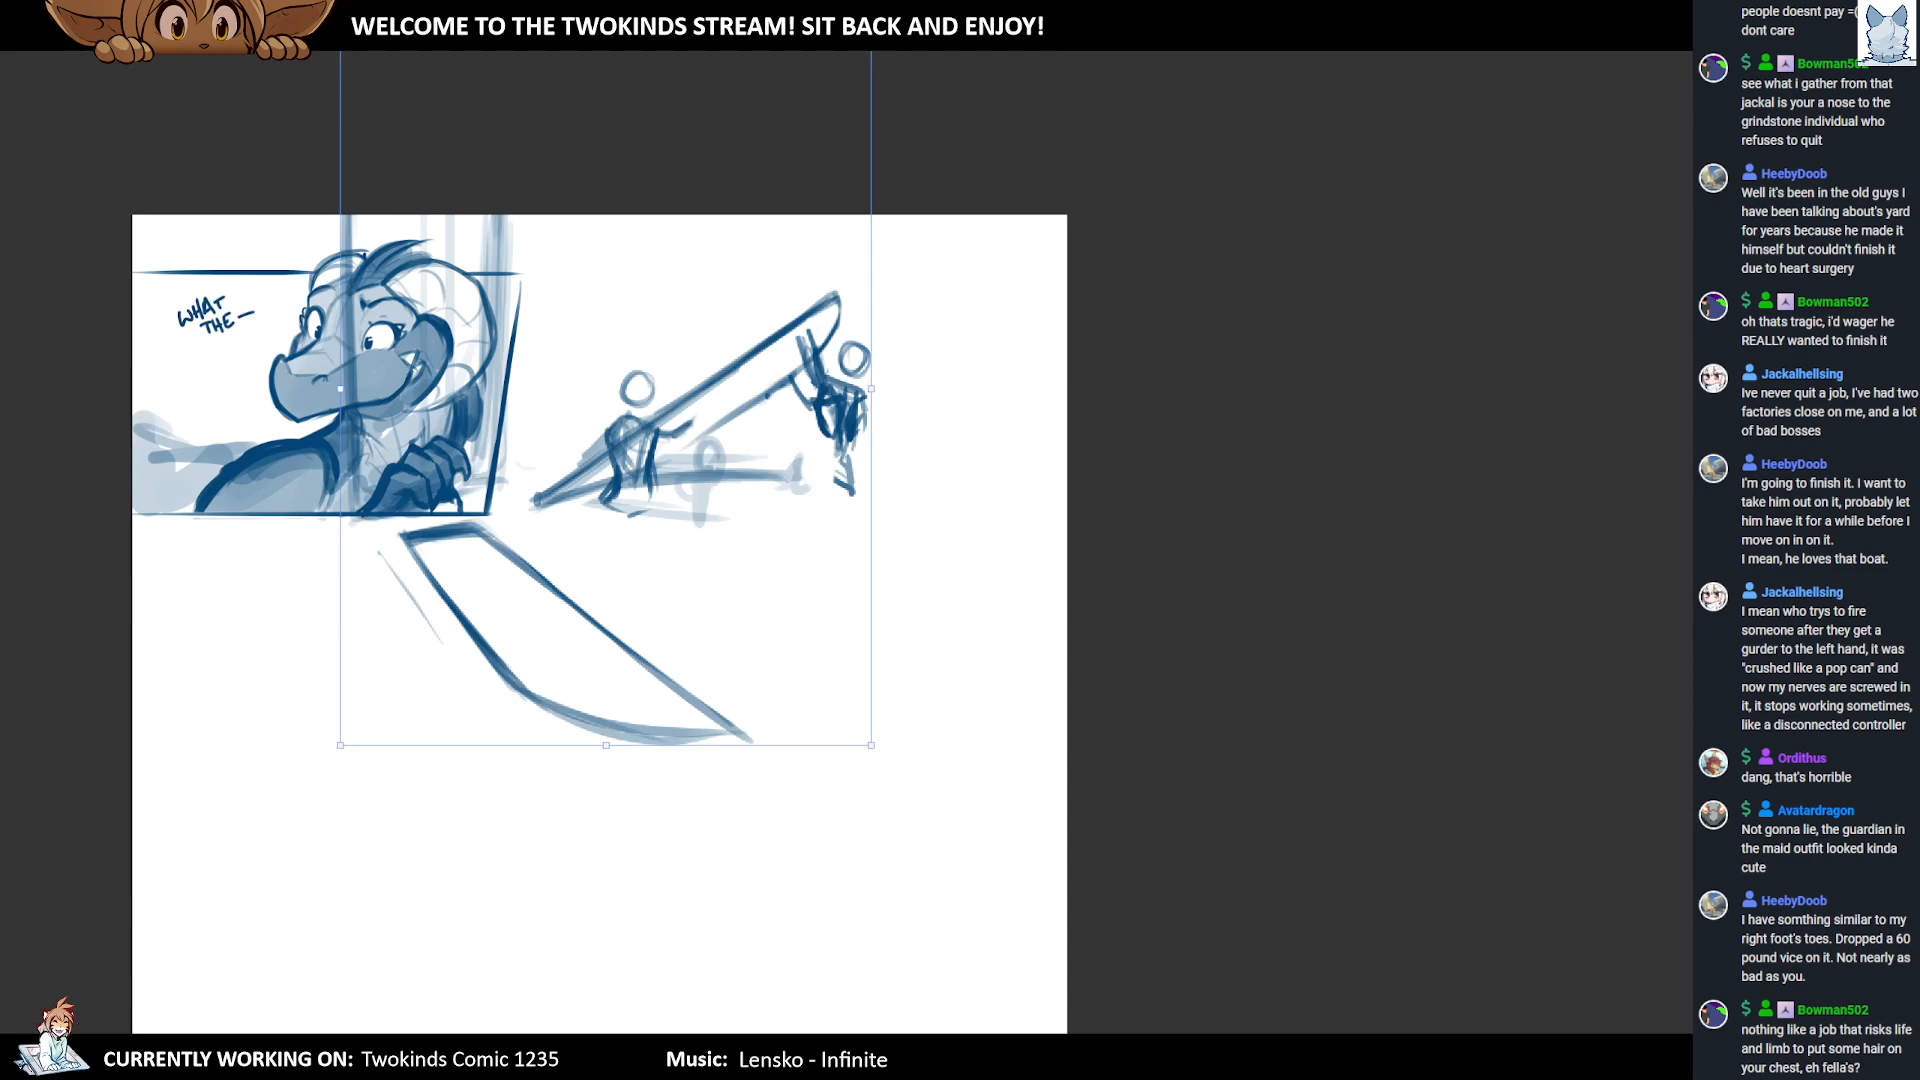 WELCOME TO THE TWOKINDS STREAM! SIT BACK AND ENJOY!
WHAT
THE—
people doesnt pay =(
dont care
Bowman502
see what i gather from that
jackal is your a nose to the
grindstone individual who
refuses to quit
HeebyDoob
Well it's been in the old guys I
have been talking about's yard
for years because he made it
himself but couldn't finish it
due to heart surgery
Bowman502
oh thats tragic, i'd wager he
REALLY wanted to finish it
Jackalhellsing
Ive never quit a job, I've had two
factories close on me, and a lot
of bad bosses
HeebyDoob
I'm going to finish it. I want to
take him out on it, probably let
him have it for a while before I
move on in on it.
I mean, he loves that boat.
Jackalhellsing
I mean who trys to fire
someone after they get a
gurder to the left hand, it was
"crushed like a pop can" and
now my nerves are screwed in
it, it stops working sometimes,
like a disconnected controller
Ordithus
dang, that's horrible
Avatardragon
Not gonna lie, the guardian in
the maid outfit looked kinda
cute
HeebyDoob
I have somthing similar to my
right foot's toes. Dropped a 60
pound vice on it. Not nearly as
bad as you.
Bowman502
nothing like a job that risks life
and limb to put some hair on
your chest, eh fella's?
CURRENTLY WORKING ON: Twokinds Comic 1235
Music: Lensko - Infinite